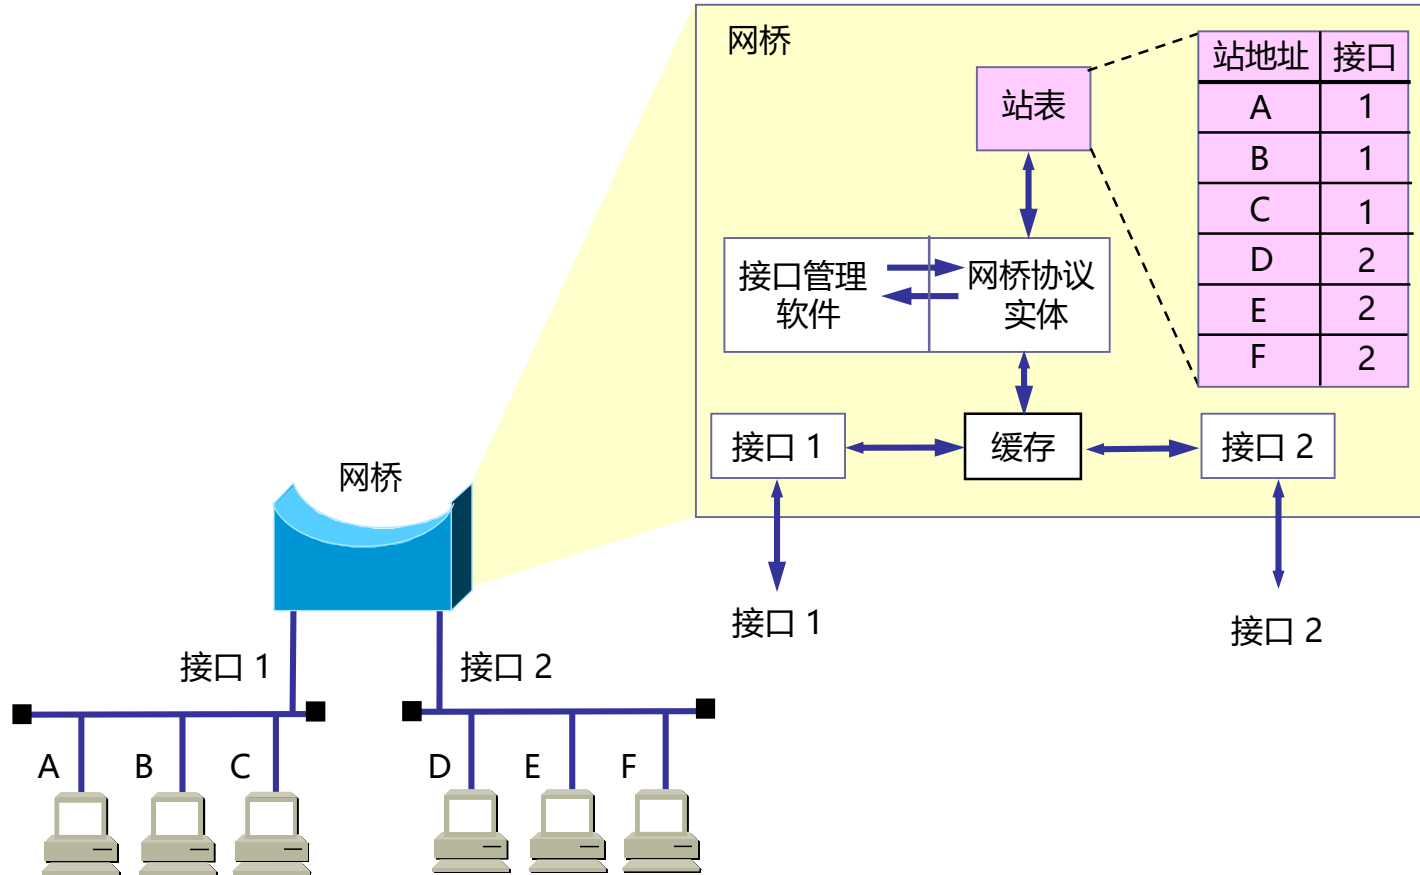 网桥
站表
站地址 接口
A 1
B 1
C 1
D 2
E 2
F 2
接口管理
软件
网桥协议
实体
接口 1
缓存
接口 2
接口 1
接口 2
网桥
接口 1
接口 2
A B C D E F